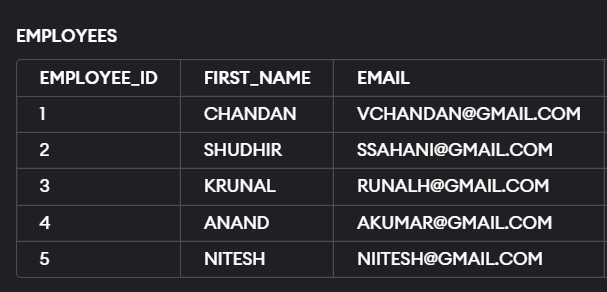 EMPLOYEES
EMPLOYEE_ID FIRST_NAME EMAIL
1 CHANDAN VCHANDAN@GMAIL.COM
2 SHUDHIR SSAHANI@GMAIL.COM
3 KRUNAL RUNALH@GMAIL.COM
4 ANAND AKUMAR@GMAIL.COM
5 NITESH NIITESH@GMAIL.COM